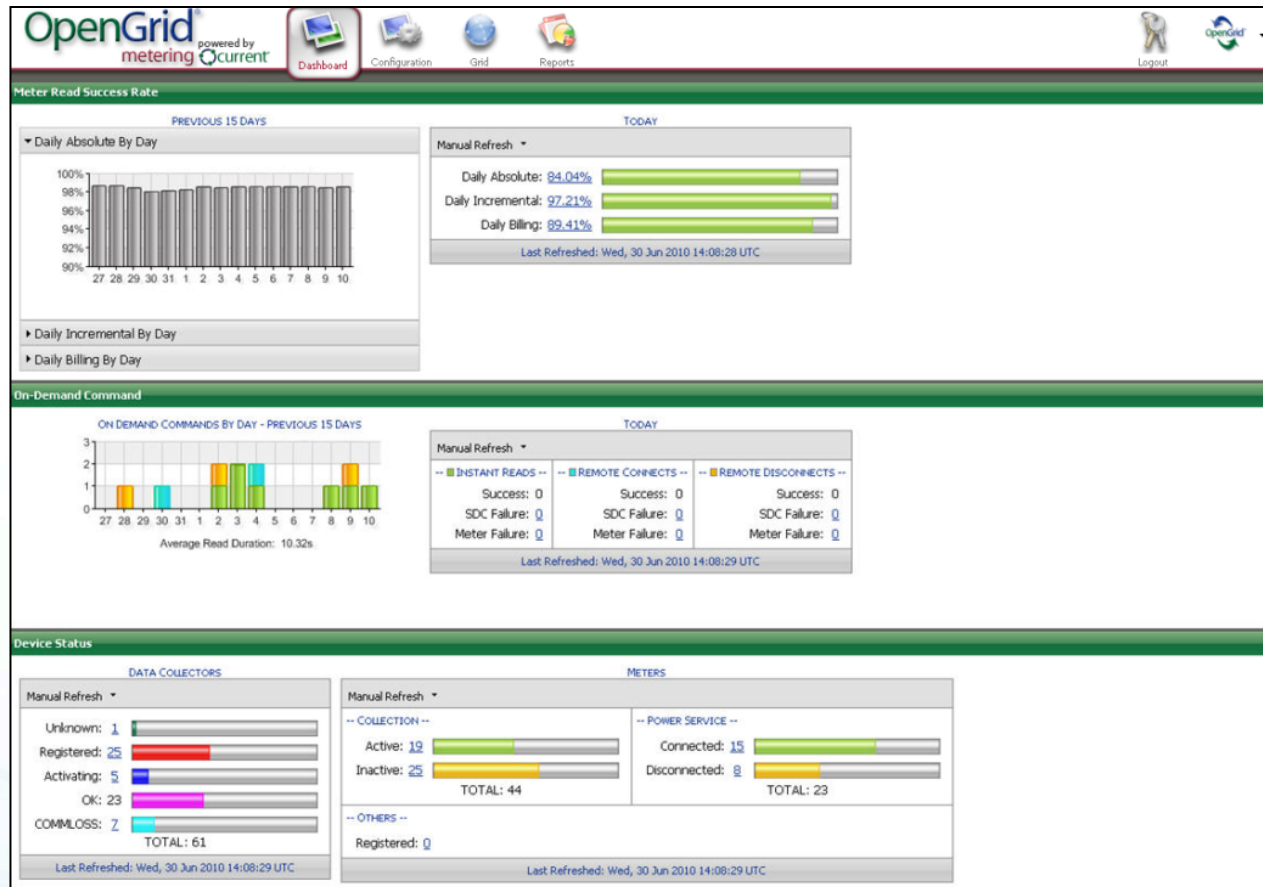 OpenGrid
metering powered by current
Dashboard
Configuration
Grid
Reports
Logout
OpenGrid
Meter Read Success Rate
PREVIOUS 15 DAYS
Daily Absolute By Day
100%
98%
96%
94%
92%
90%
27 28 29 30 31 1 2 3 4 5 6 7 8 9 10
Daily Incremental By Day
Daily Billing By Day
TODAY
Manual Refresh
Daily Absolute: 84.04%
Daily Incremental: 97.21%
Daily Billing: 89.41%
Last Refreshed: Wed, 30 Jun 2010 14:08:28 UTC
On-Demand Command
ON DEMAND COMMANDS BY DAY - PREVIOUS 15 DAYS
3
2
1
0
27 28 29 30 31 1 2 3 4 5 6 7 8 9 10
Average Read Duration: 10.32s
TODAY
Manual Refresh
-- INSTANT READS --
Success: 0
SDC Failure: 0
Meter Failure: 0
-- REMOTE CONNECTS --
Success: 0
SDC Failure: 0
Meter Failure: 0
-- REMOTE DISCONNECTS --
Success: 0
SDC Failure: 0
Meter Failure: 0
Last Refreshed: Wed, 30 Jun 2010 14:08:29 UTC
Device Status
DATA COLLECTORS
Manual Refresh
Unknown: 1
Registered: 25
Activating: 5
OK: 23
COMMLOSS: 7
TOTAL: 61
Last Refreshed: Wed, 30 Jun 2010 14:08:29 UTC
METERS
Manual Refresh
-- COLLECTION --
Active: 19
Inactive: 25
TOTAL: 44
-- POWER SERVICE --
Connected: 15
Disconnected: 8
TOTAL: 23
-- OTHERS --
Registered: 0
Last Refreshed: Wed, 30 Jun 2010 14:08:29 UTC